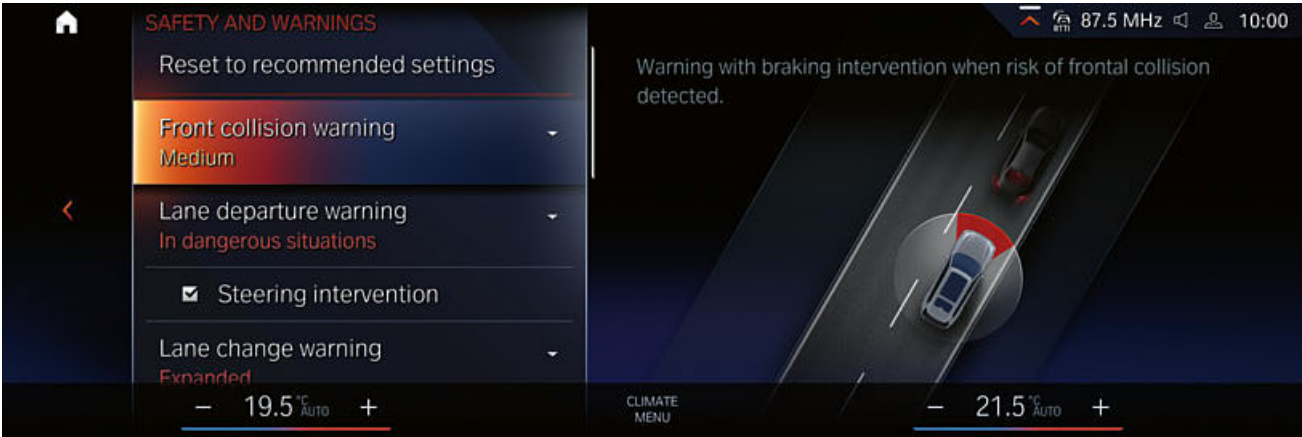 SAFETY AND WARNINGS
RTTI 87.5 MHz 10:00
Reset to recommended settings
Front collision warning
Medium
Lane departure warning
In dangerous situations
Steering intervention
Lane change warning
Expanded
Warning with braking intervention when risk of frontal collision
detected.
− 19.5 °C AUTO +
CLIMATE
MENU
− 21.5 °C AUTO +